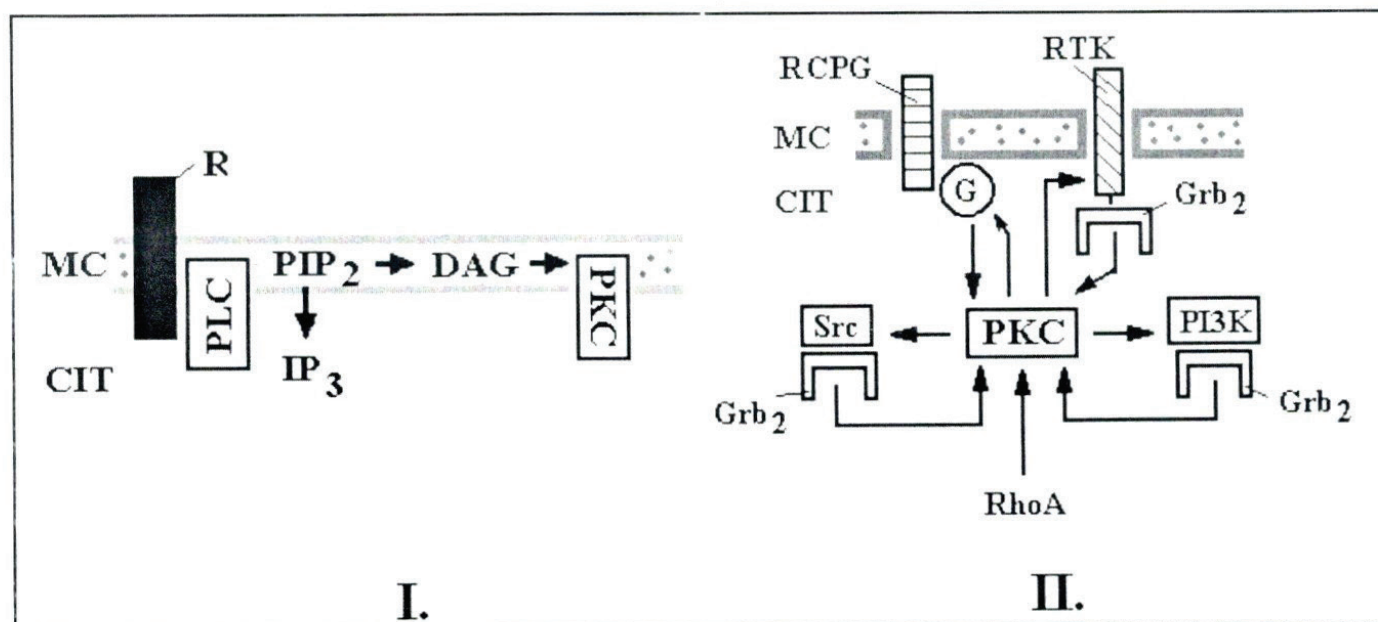 R
MC
PLC
PIP₂ DAG
PKC
IP₃
CIT
I.
RCPG
RTK
MC
CIT
G
Grb₂
Src
PKC
PI3K
Grb₂
Grb₂
RhoA
II.